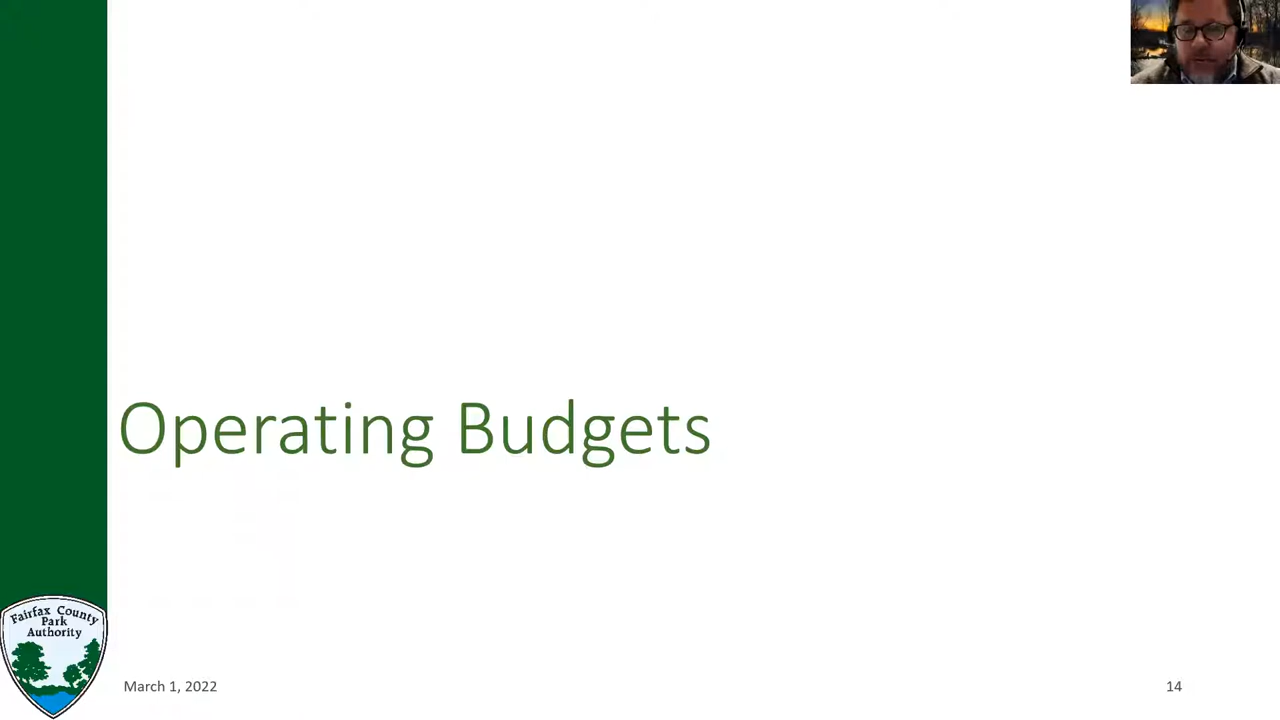 Operating Budgets
Fairfax County
Park
Authority
March 1, 2022
14